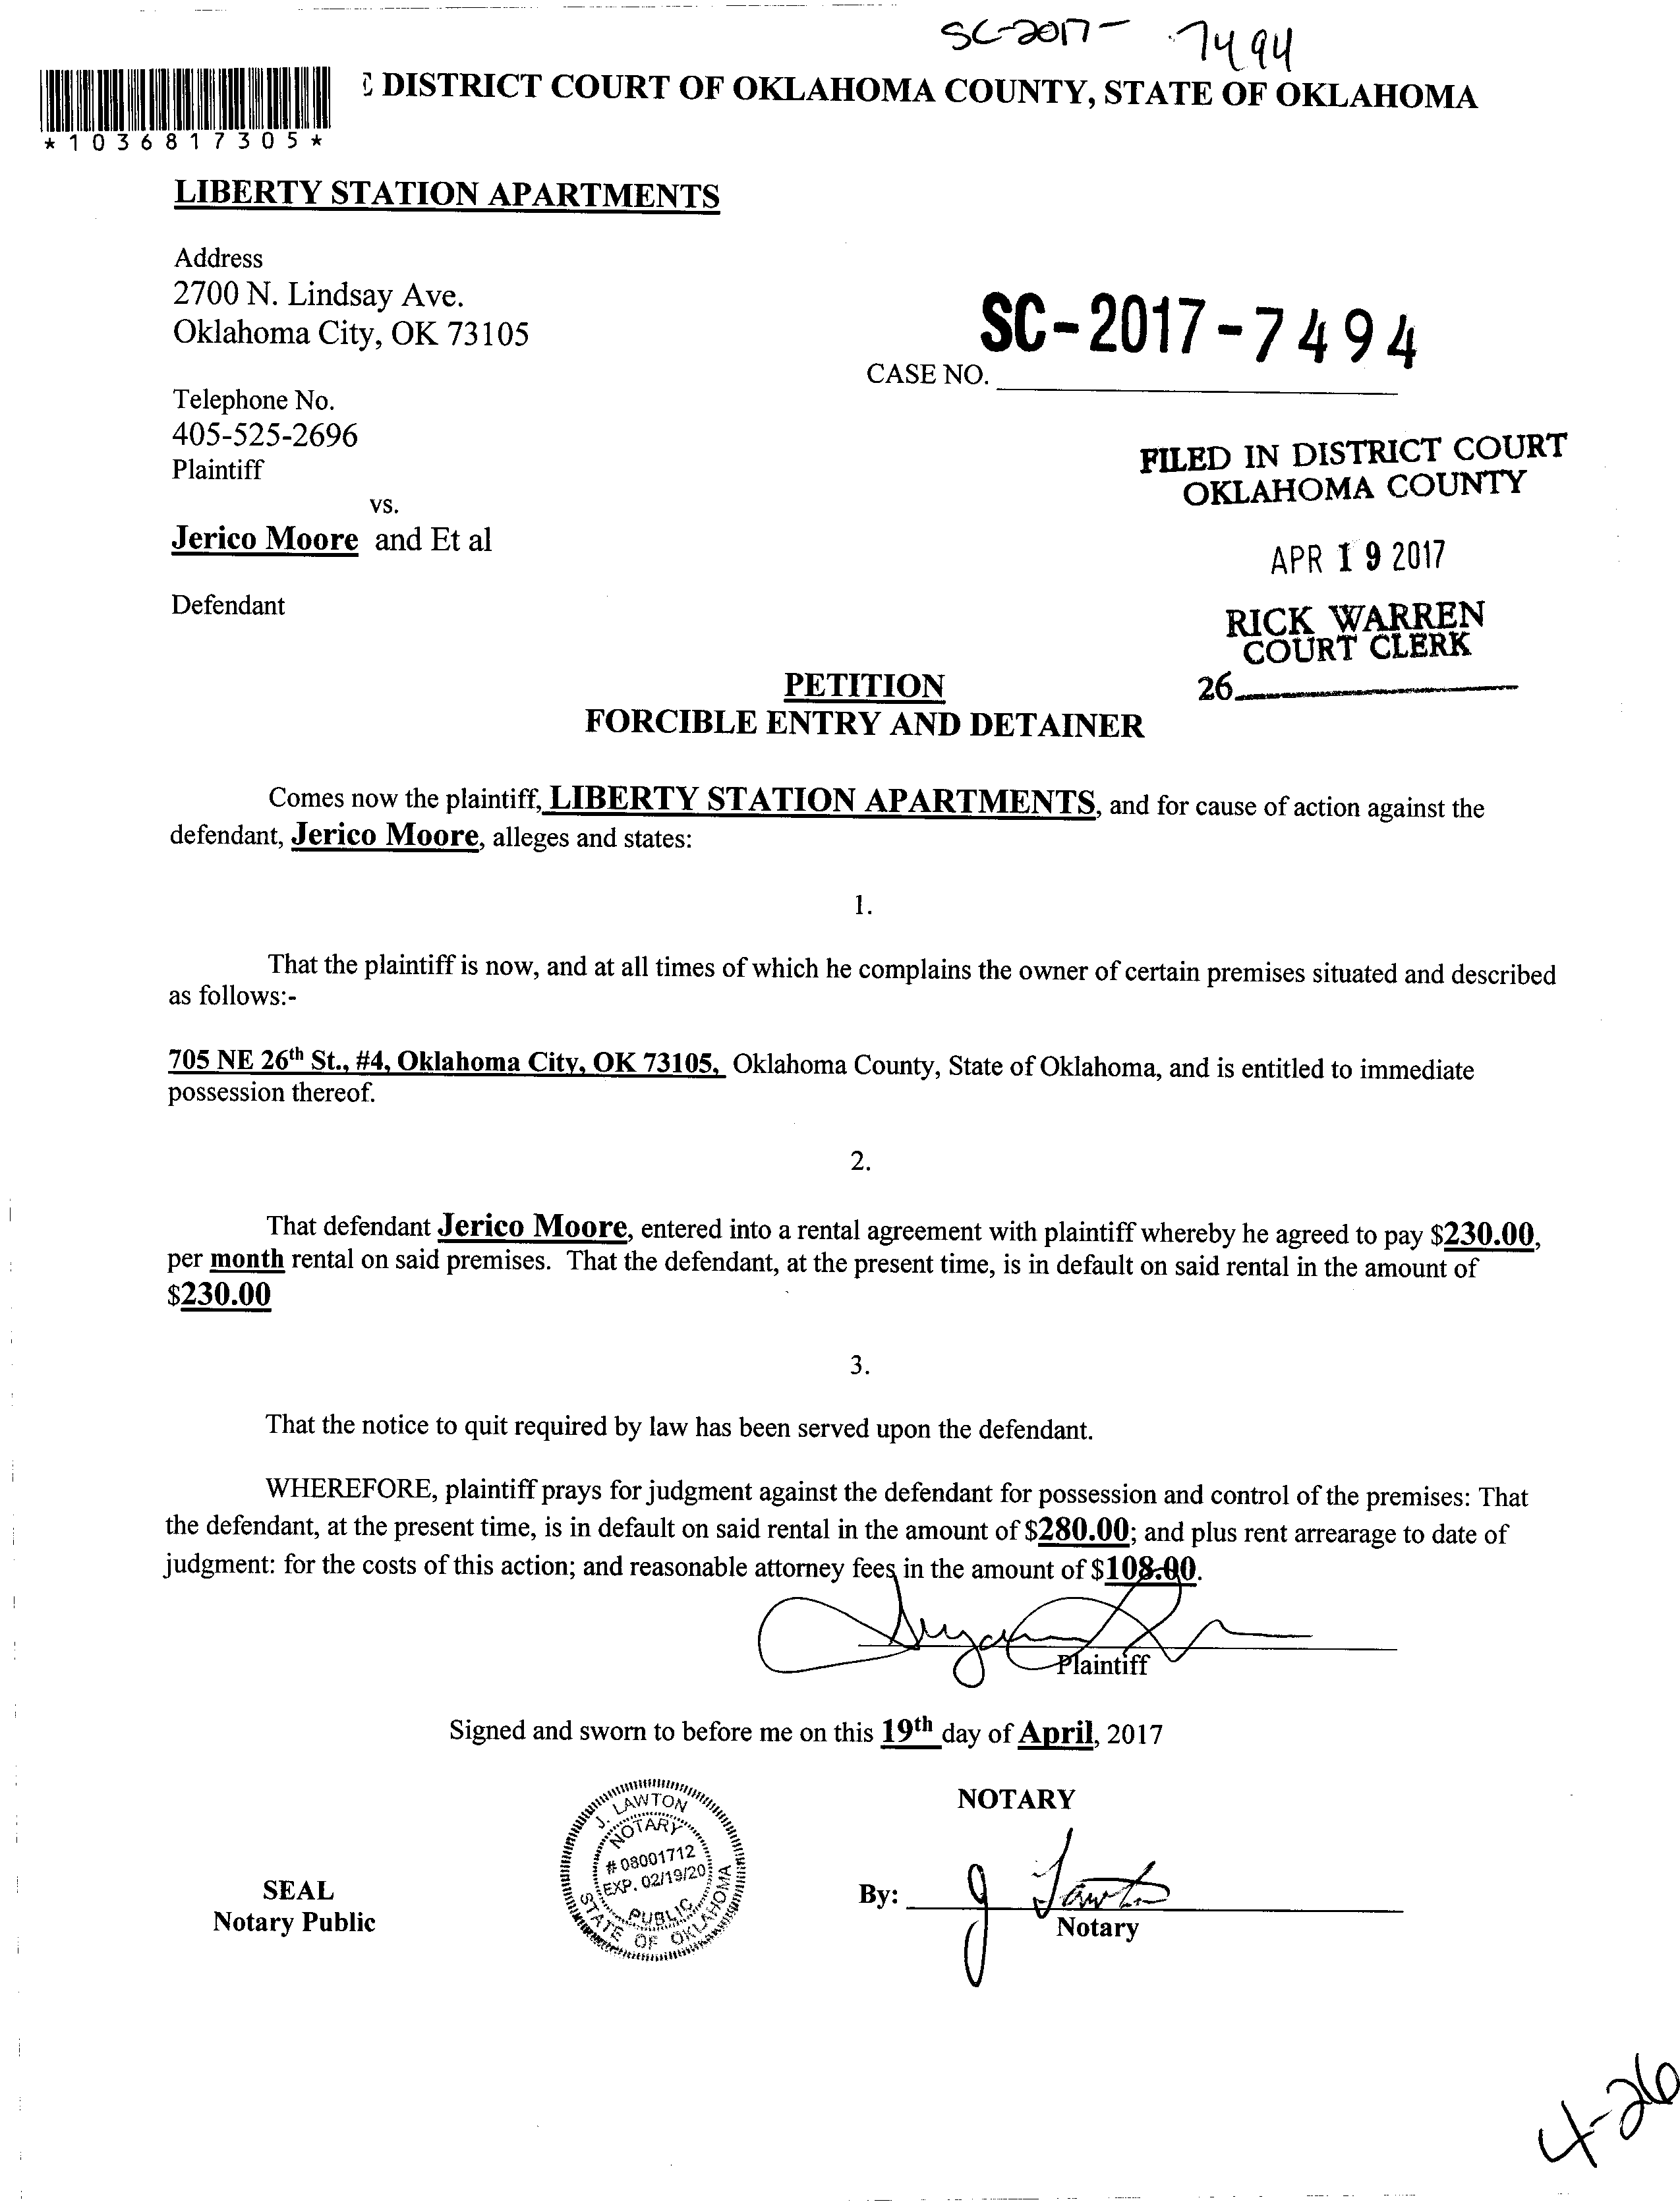 SC-2017- 7494
DISTRICT COURT OF OKLAHOMA COUNTY, STATE OF OKLAHOMA
*1036817305*
LIBERTY STATION APARTMENTS
Address
2700 N. Lindsay Ave.
Oklahoma City, OK 73105
SC-2017-7494
CASE NO.
Telephone No.
405-525-2696
Plaintiff
FILED IN DISTRICT COURT
OKLAHOMA COUNTY
vs.
Jerico Moore and Et al
APR 19 2017
Defendant
RICK WARREN
COURT CLERK
26
PETITION
FORCIBLE ENTRY AND DETAINER
Comes now the plaintiff, LIBERTY STATION APARTMENTS, and for cause of action against the
defendant, Jerico Moore, alleges and states:
1.
That the plaintiff is now, and at all times of which he complains the owner of certain premises situated and described
as follows:-
705 NE 26th St., #4, Oklahoma City, OK 73105, Oklahoma County, State of Oklahoma, and is entitled to immediate
possession thereof.
2.
That defendant Jerico Moore, entered into a rental agreement with plaintiff whereby he agreed to pay $230.00,
per month rental on said premises. That the defendant, at the present time, is in default on said rental in the amount of
$230.00
3.
That the notice to quit required by law has been served upon the defendant.
WHEREFORE, plaintiff prays for judgment against the defendant for possession and control of the premises: That
the defendant, at the present time, is in default on said rental in the amount of $280.00; and plus rent arrearage to date of
judgment: for the costs of this action; and reasonable attorney fees in the amount of $108.00.
Plaintiff
Signed and sworn to before me on this 19th day of April, 2017
NOTARY
J. LAWTON
NOTARY
# 08001712
EXP. 02/19/20
PUBLIC
STATE OF OKLAHOMA
SEAL
Notary Public
By: J Lawton
Notary
4-26